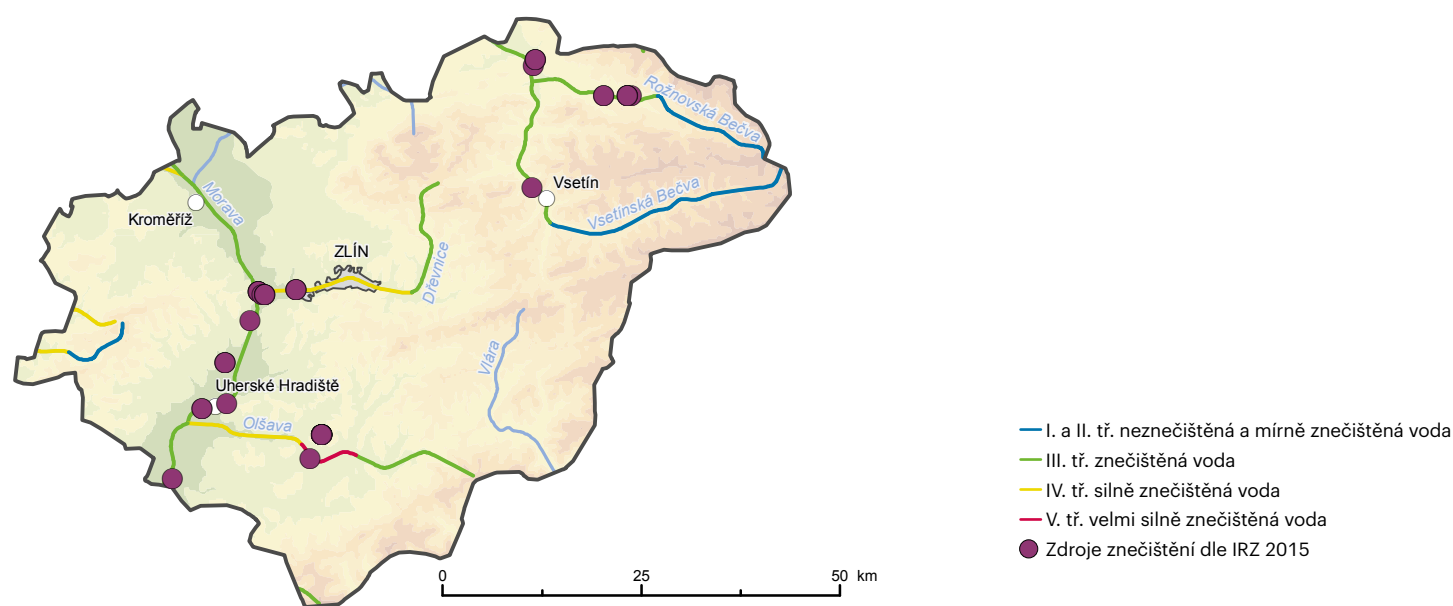 Rožnovská Bečva
Vsetín
Vsetínská Bečva
Morava
Kroměříž
ZLÍN
Dřevnice
Vlára
Uherské Hradiště
Olšava
I. a II. tř. neznečištěná a mírně znečištěná voda
III. tř. znečištěná voda
IV. tř. silně znečištěná voda
V. tř. velmi silně znečištěná voda
Zdroje znečištění dle IRZ 2015
0 25 50 km